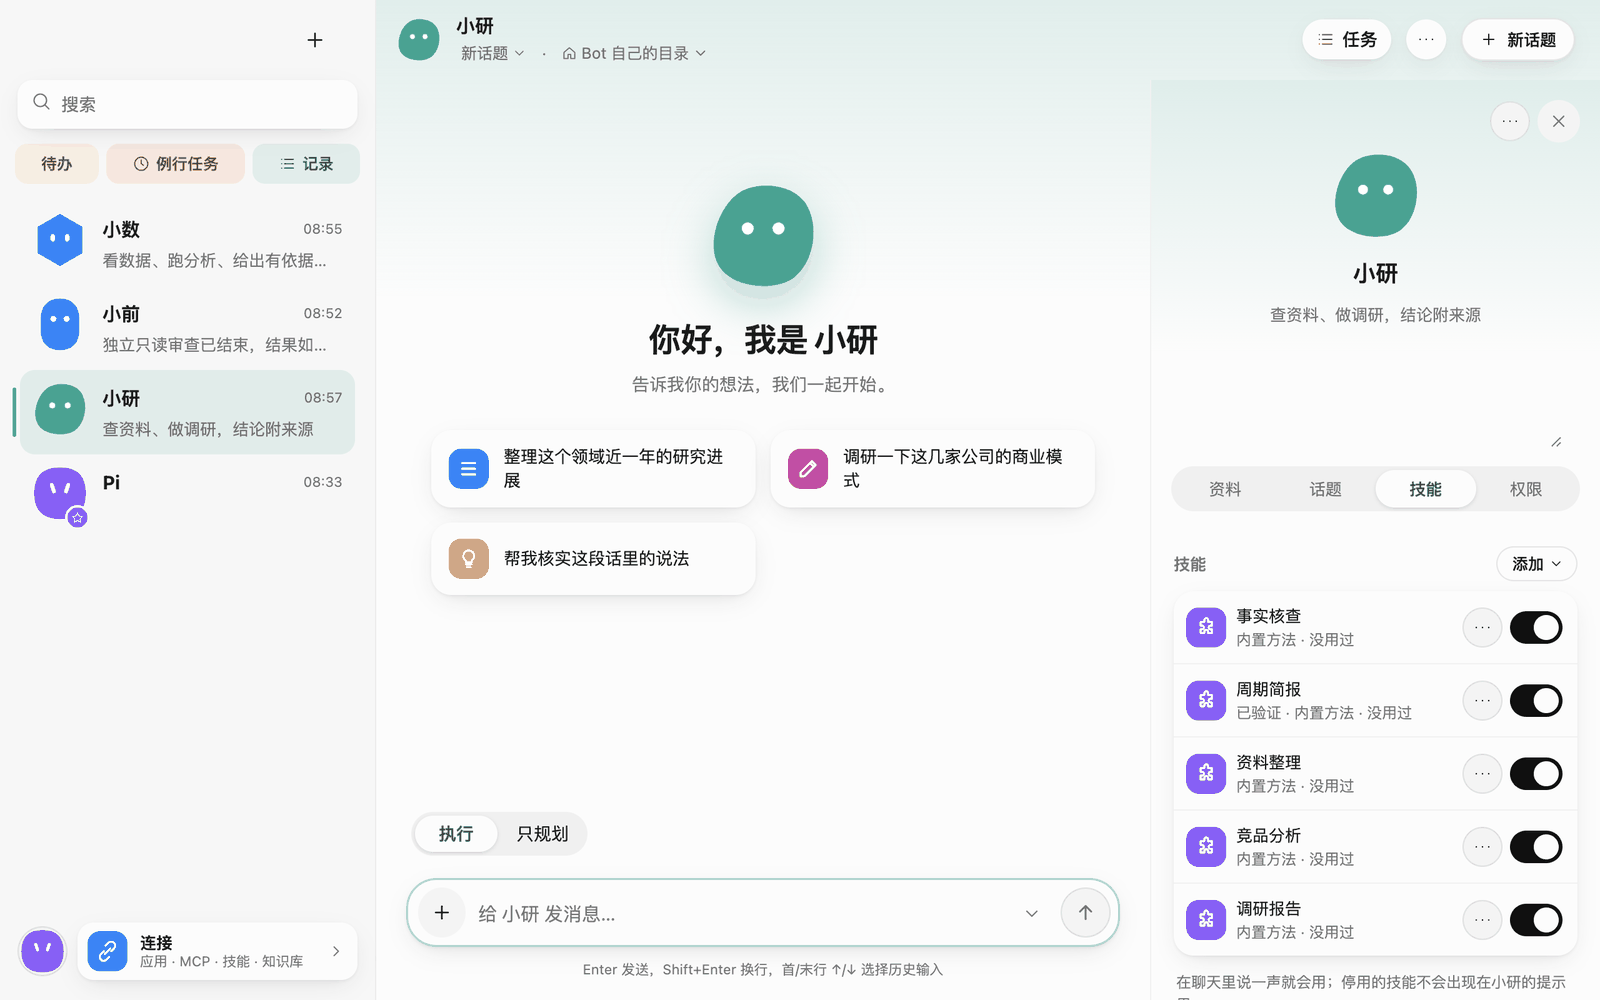 搜索
待办
例行任务
记录
小数
08:55
看数据、跑分析、给出有依据...
小前
08:52
独立只读审查已结束，结果如...
小研
08:57
查资料、做调研，结论附来源
Pi
08:33
连接
应用 · MCP · 技能 · 知识库
小研
新话题 · Bot 自己的目录
任务
···
新话题
你好，我是 小研
告诉我你的想法，我们一起开始。
整理这个领域近一年的研究进
展
调研一下这几家公司的商业模
式
帮我核实这段话里的说法
执行
只规划
给 小研 发消息...
Enter 发送，Shift+Enter 换行，首/末行 ↑/↓ 选择历史输入
···
小研
查资料、做调研，结论附来源
资料
话题
技能
权限
技能
添加
事实核查
内置方法 · 没用过
···
周期简报
已验证 · 内置方法 · 没用过
···
资料整理
内置方法 · 没用过
···
竞品分析
内置方法 · 没用过
···
调研报告
内置方法 · 没用过
···
在聊天里说一声就会用；停用的技能不会出现在小研的提示